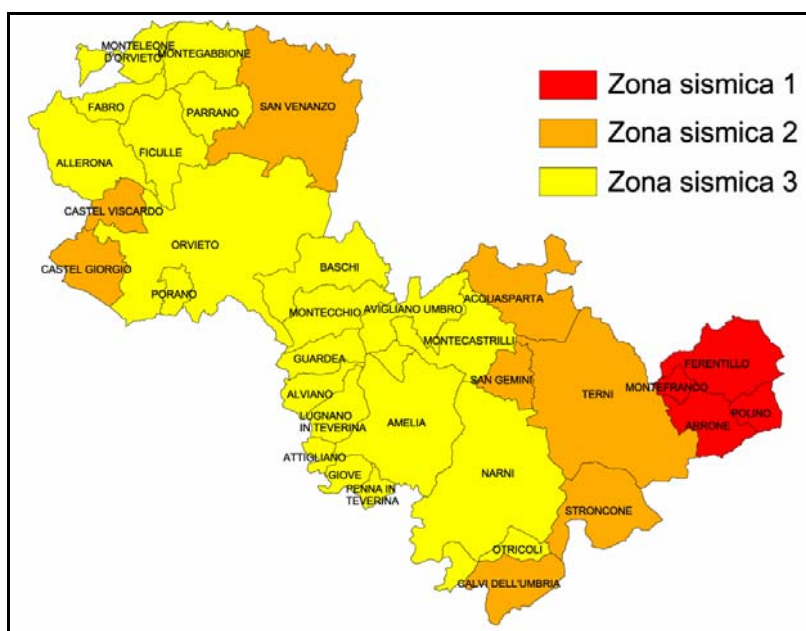 MONTELEONE
D'ORVIETO
MONTEGABBIONE
FABRO
PARRANO
SAN VENANZO
ALLERONA
FICULLE
CASTEL VISCARDO
ORVIETO
CASTEL GIORGIO
PORANO
BASCHI
MONTECCHIO
AVIGLIANO UMBRO
ACQUASPARTA
MONTECASTRILLI
GUARDEA
SAN GEMINI
ALVIANO
LUGNANO
IN TEVERINA
AMELIA
TERNI
FERENTILLO
MONTEFRANCO
POLINO
ARRONE
ATTIGLIANO
GIOVE
PENNA IN
TEVERINA
NARNI
STRONCONE
OTRICOLI
CALVI DELL'UMBRIA
Zona sismica 1
Zona sismica 2
Zona sismica 3